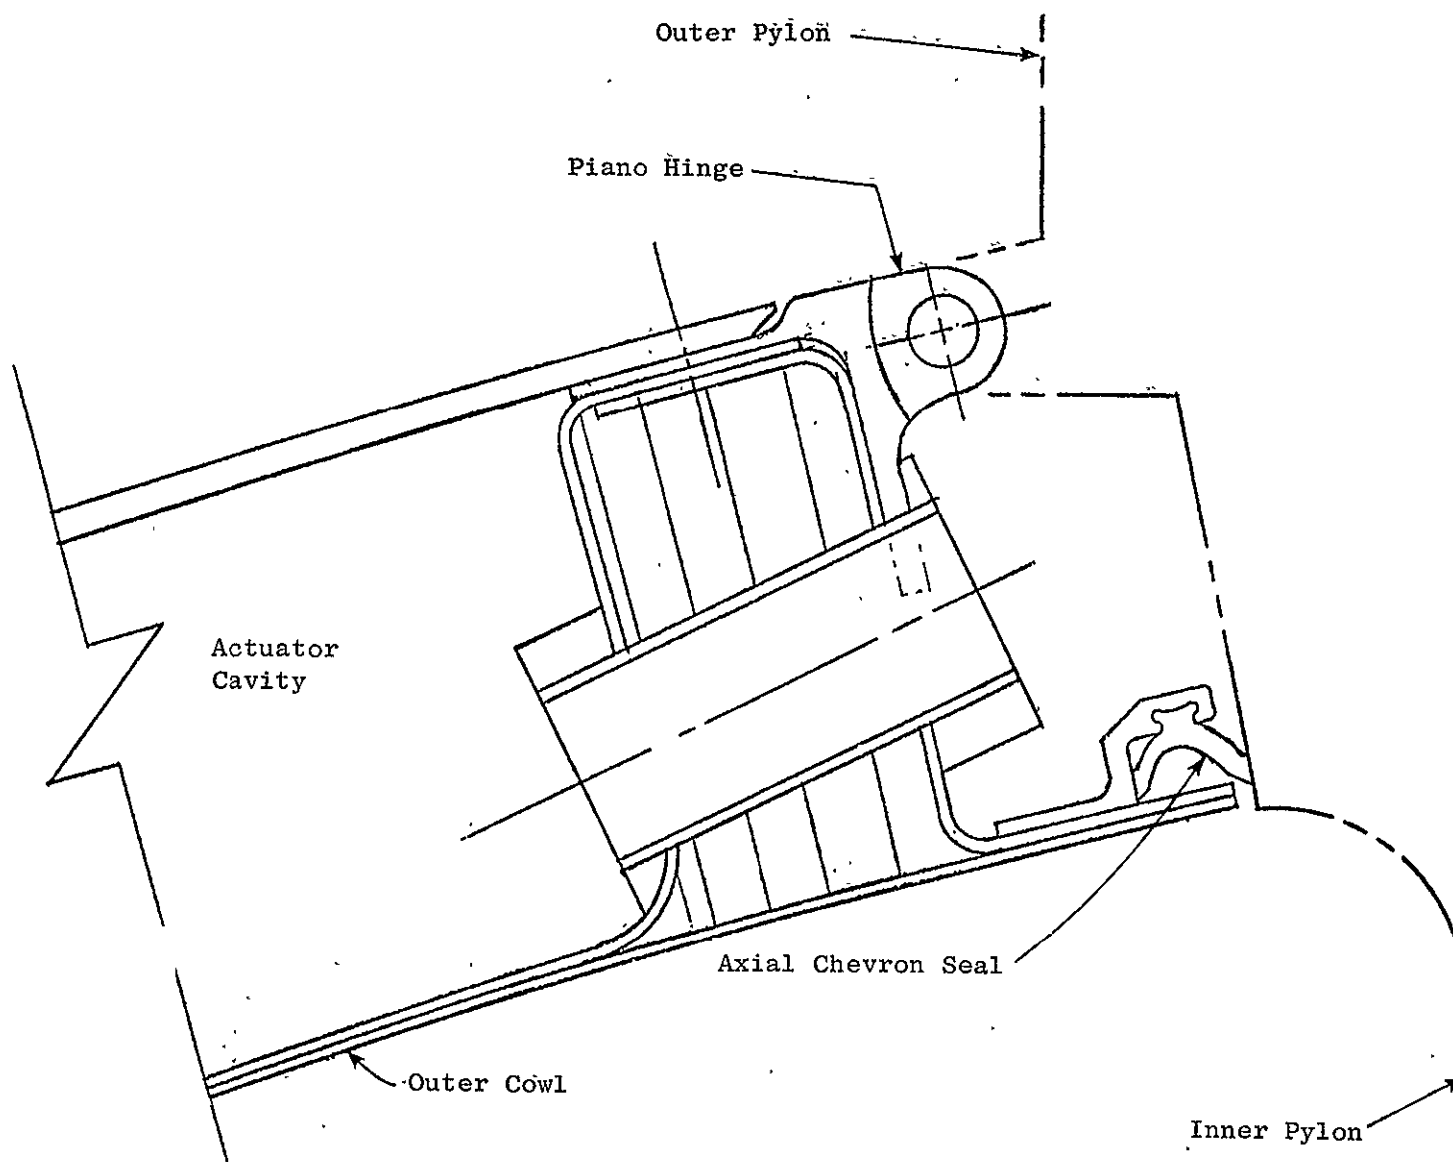 Outer Pylon
Piano Hinge
Actuator
Cavity
Axial Chevron Seal
Outer Cowl
Inner Pylon